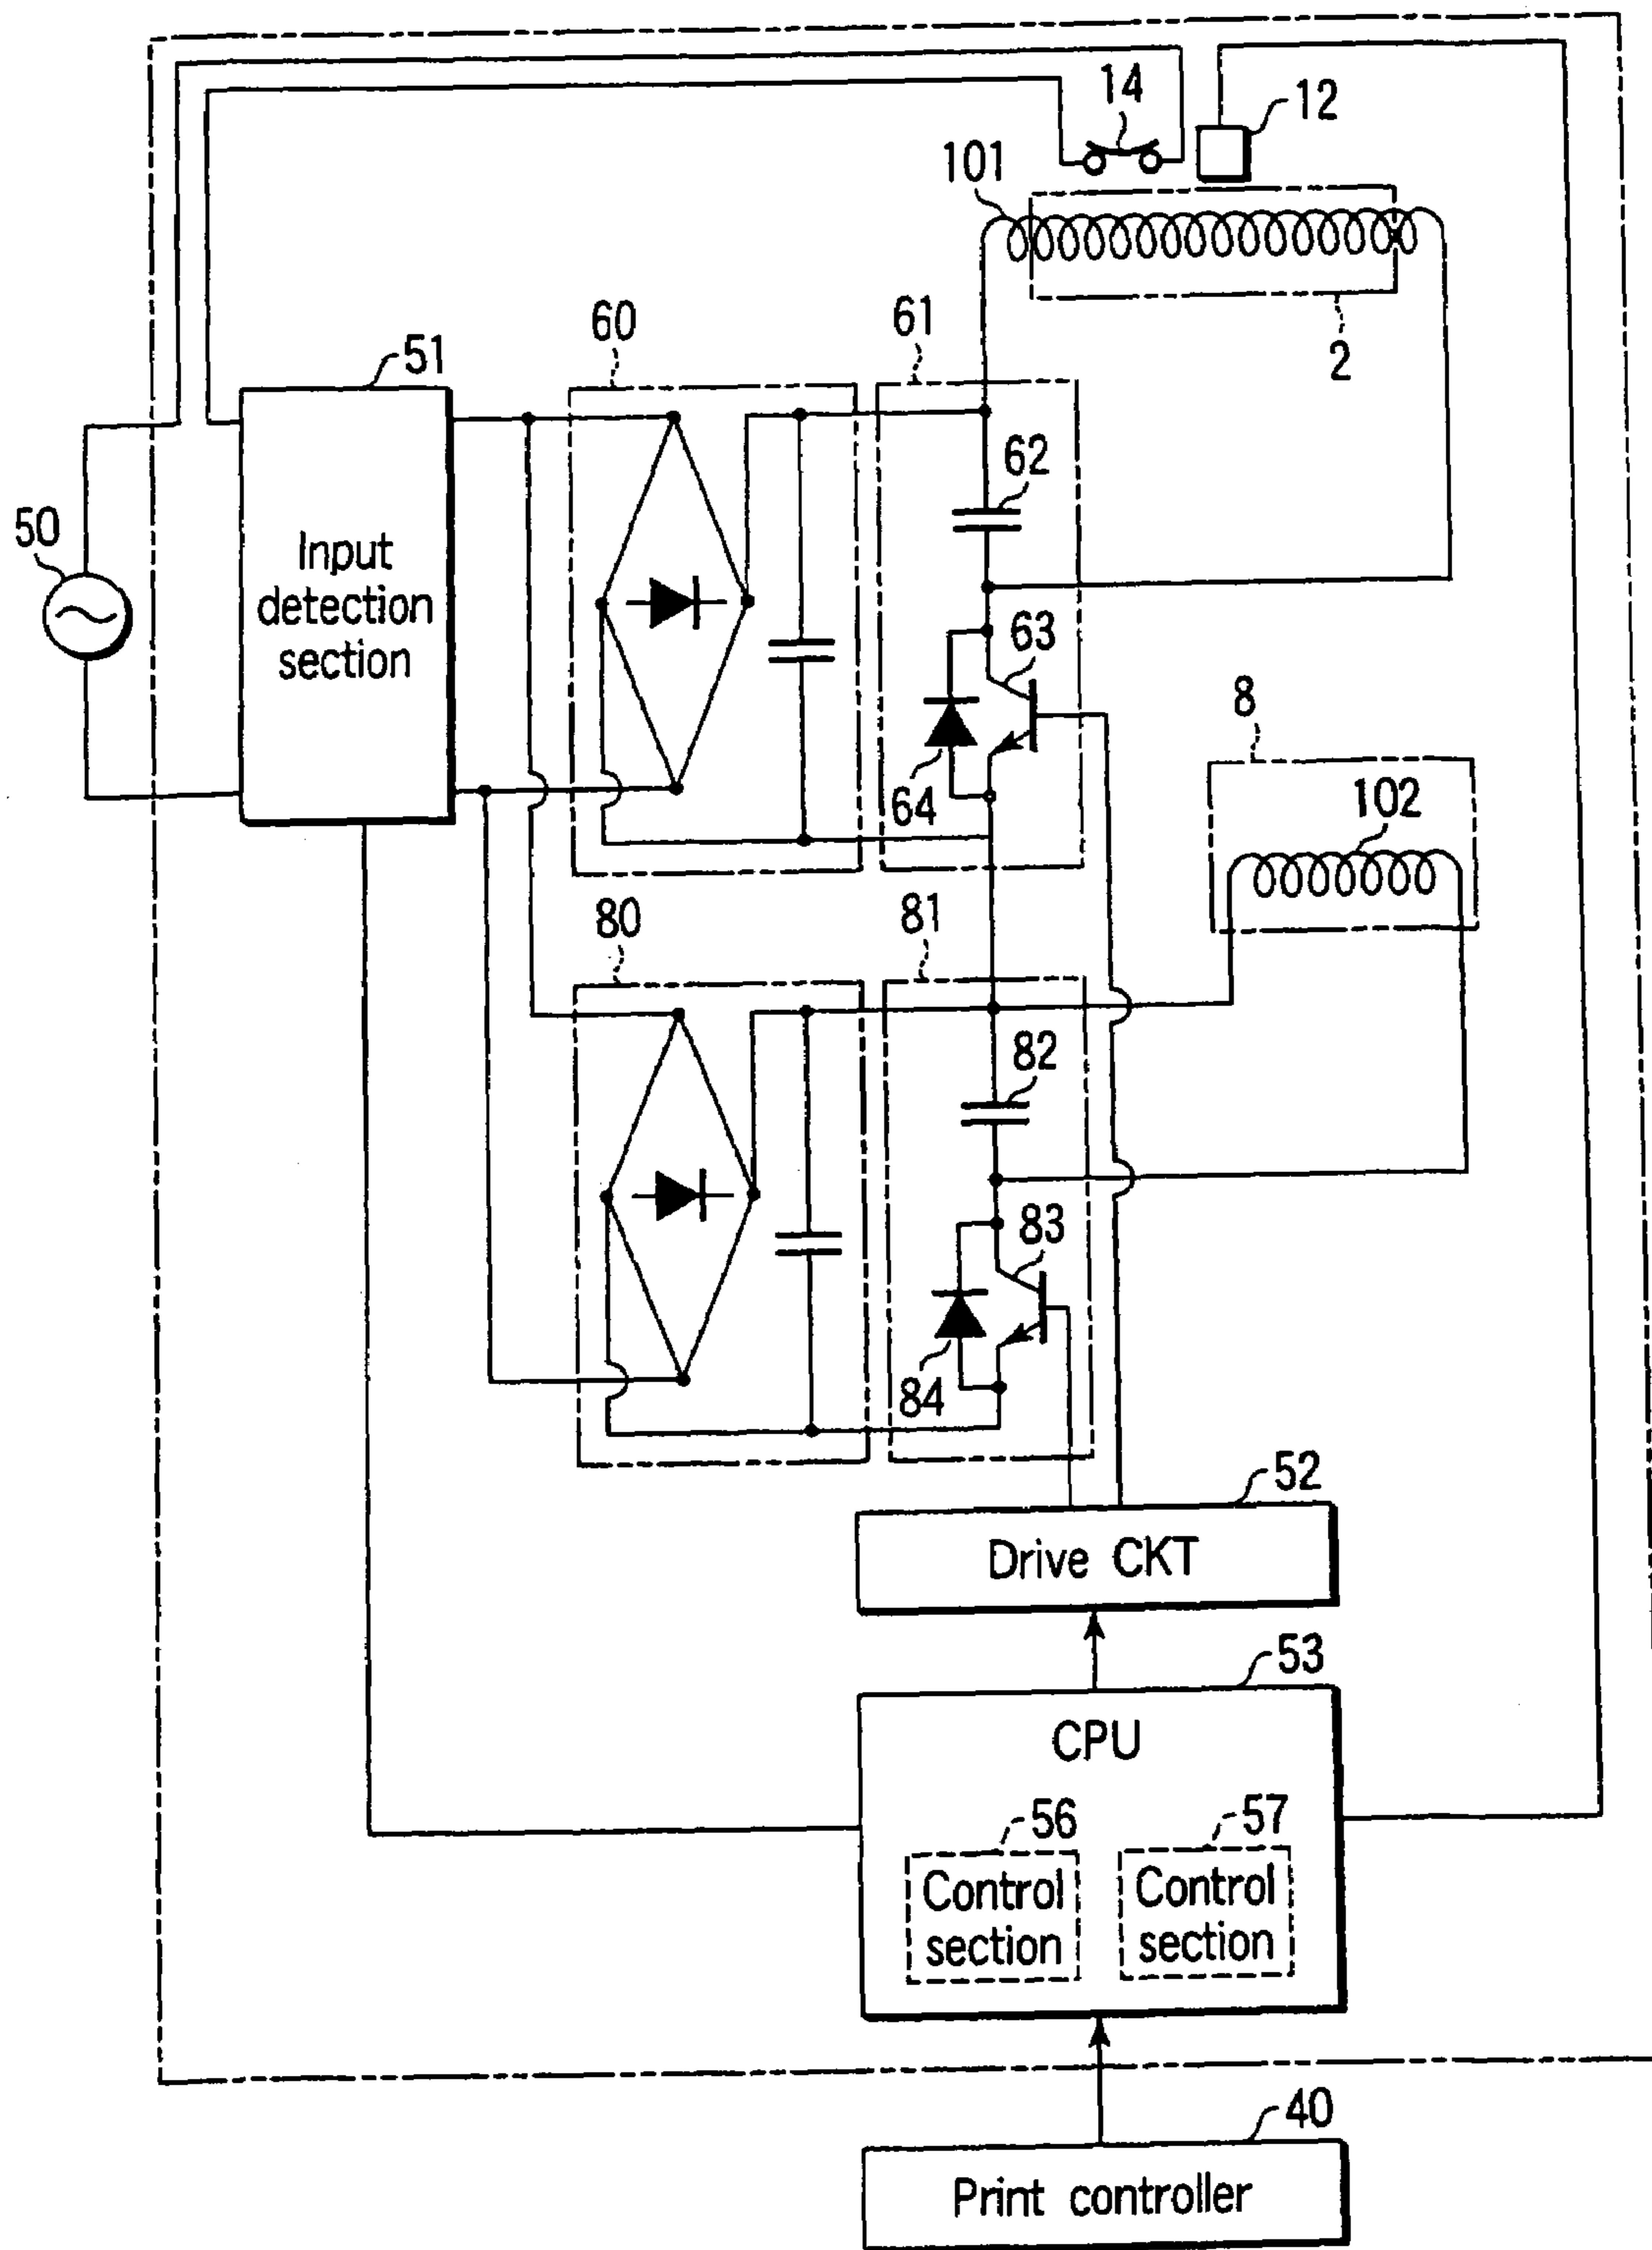 14
12
101
2
60
61
51
62
50
Input
detection
section
63
8
64
102
80
81
82
83
84
52
Drive CKT
53
CPU
56
57
Control
section
Control
section
40
Print controller